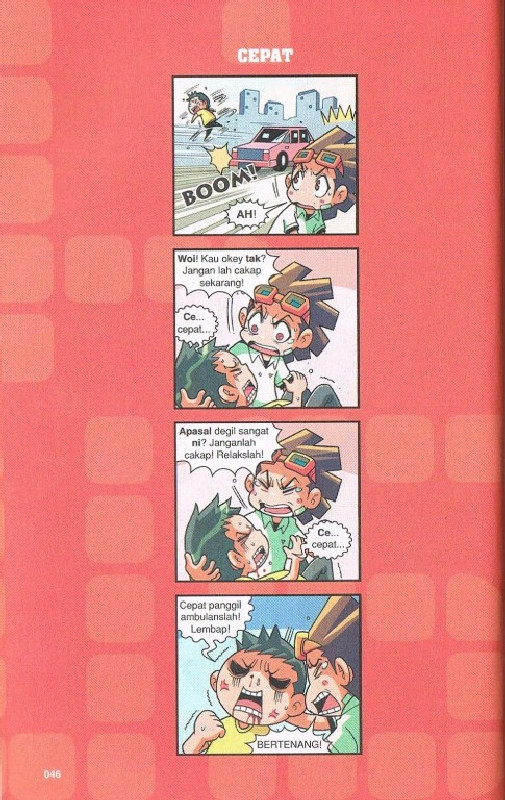 CEPAT
BOOM!
AH!
Woi! Kau okey tak?
Jangan lah cakap
sekarang!
Ce...
cepat...
Apasal degil sangat
ni? Janganlah
cakap! Relakslah!
Ce...
cepat...
Cepat panggil
ambulanslah!
Lembap!
BERTENANG!
046